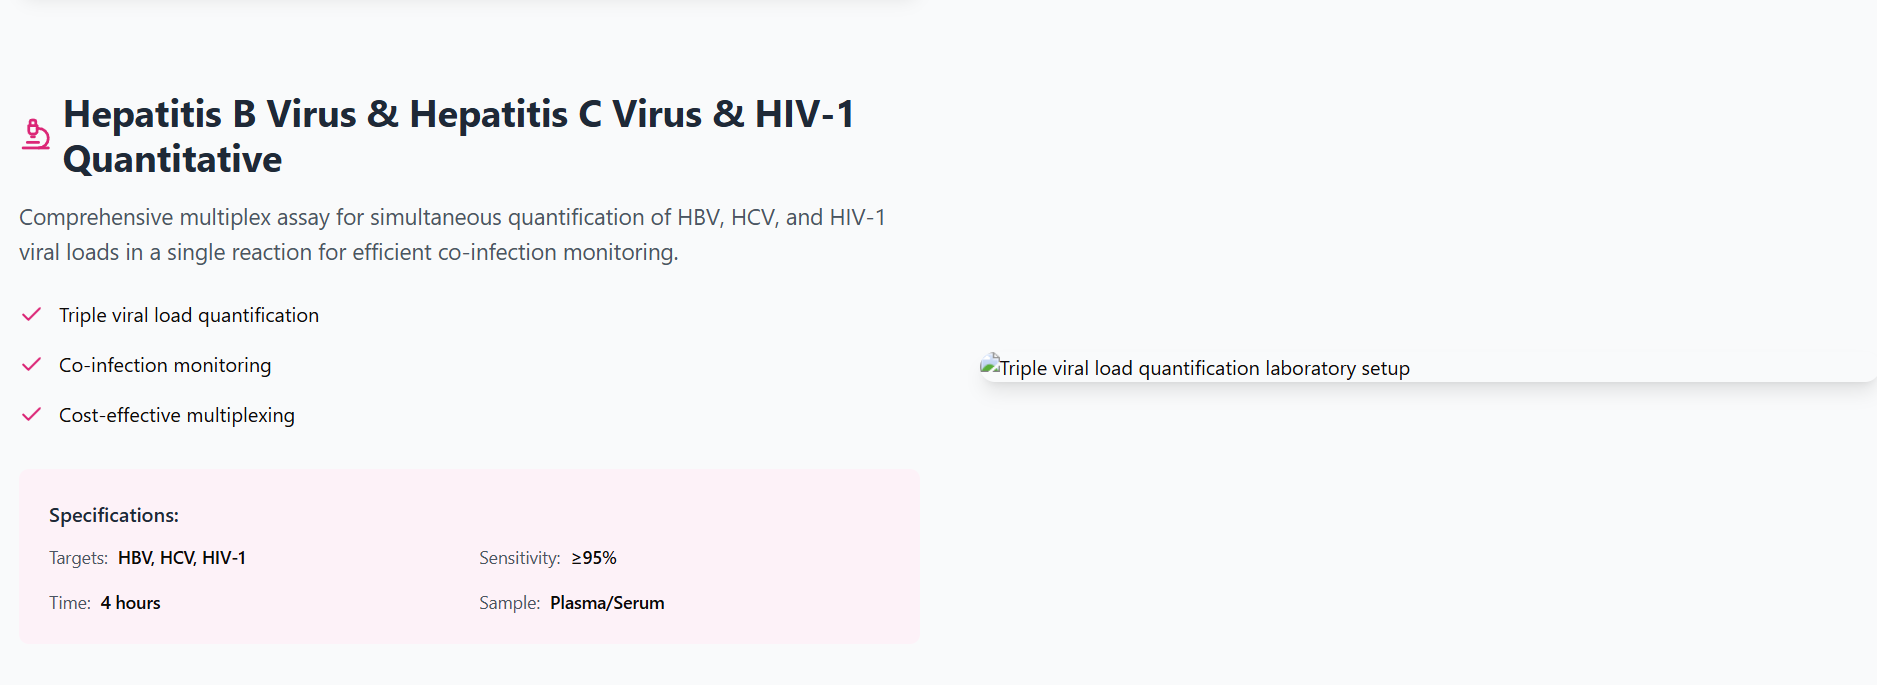 Hepatitis B Virus & Hepatitis C Virus & HIV-1
Quantitative
Comprehensive multiplex assay for simultaneous quantification of HBV, HCV, and HIV-1
viral loads in a single reaction for efficient co-infection monitoring.
Triple viral load quantification
Co-infection monitoring
Cost-effective multiplexing
Specifications:
Targets: HBV, HCV, HIV-1
Sensitivity: ≥95%
Time: 4 hours
Sample: Plasma/Serum
Triple viral load quantification laboratory setup